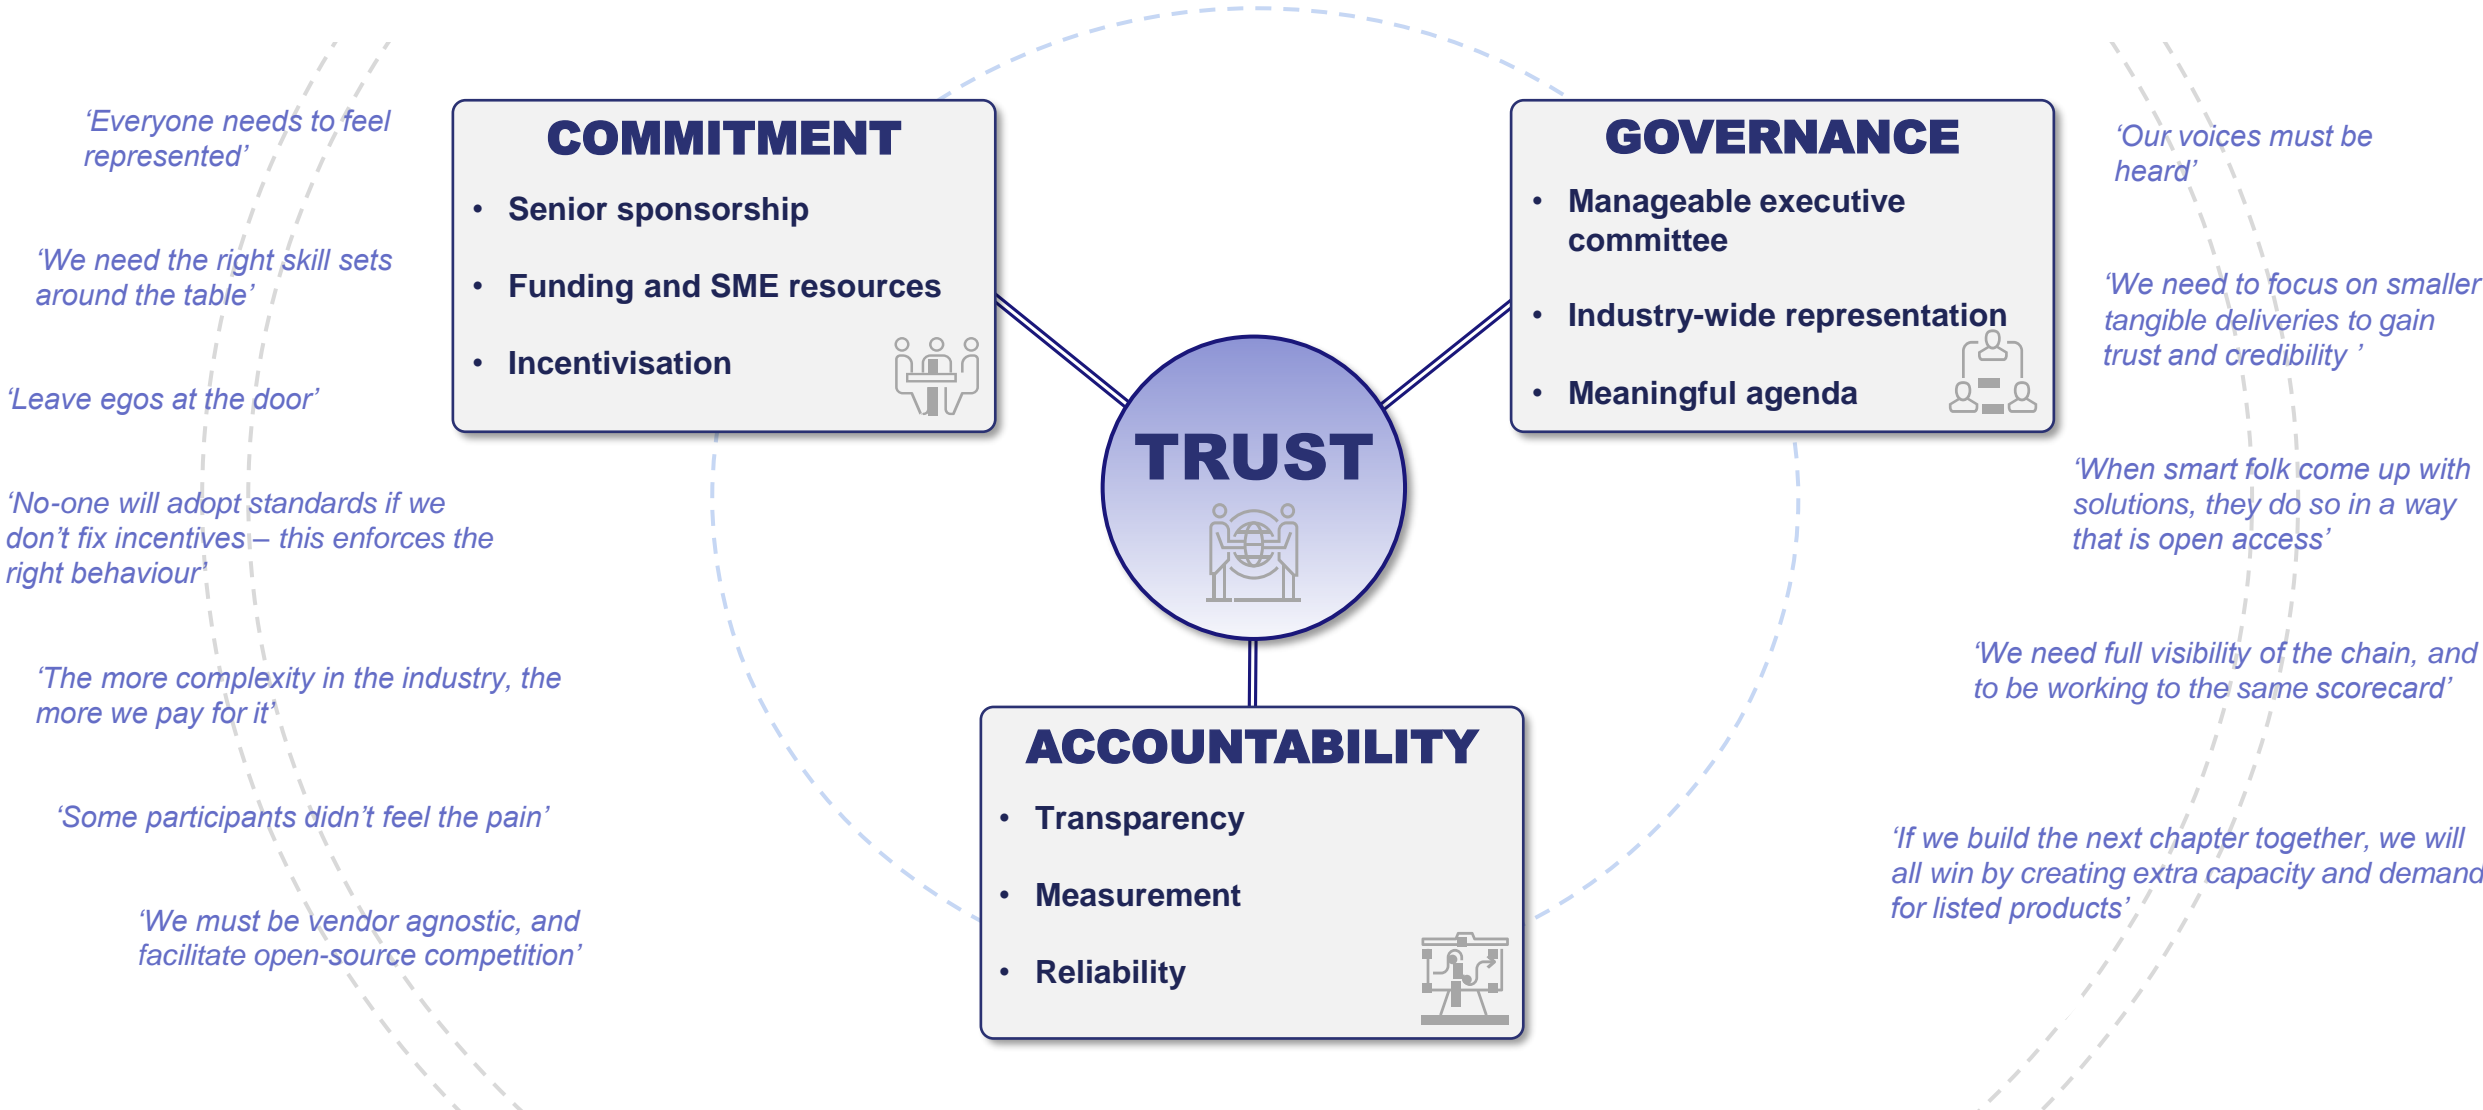 ‘Everyone needs to feel
represented’
‘We need the right skill sets
around the table’
‘Leave egos at the door’
‘No-one will adopt standards if we
don’t fix incentives – this enforces the
right behaviour’
‘The more complexity in the industry, the
more we pay for it’
‘Some participants didn’t feel the pain’
‘We must be vendor agnostic, and
facilitate open-source competition’
COMMITMENT
• Senior sponsorship
• Funding and SME resources
• Incentivisation
TRUST
GOVERNANCE
• Manageable executive
committee
• Industry-wide representation
• Meaningful agenda
ACCOUNTABILITY
• Transparency
• Measurement
• Reliability
‘Our voices must be
heard’
‘We need to focus on smaller
tangible deliveries to gain
trust and credibility ’
‘When smart folk come up with
solutions, they do so in a way
that is open access’
‘We need full visibility of the chain, and
to be working to the same scorecard’
‘If we build the next chapter together, we will
all win by creating extra capacity and demand
for listed products’